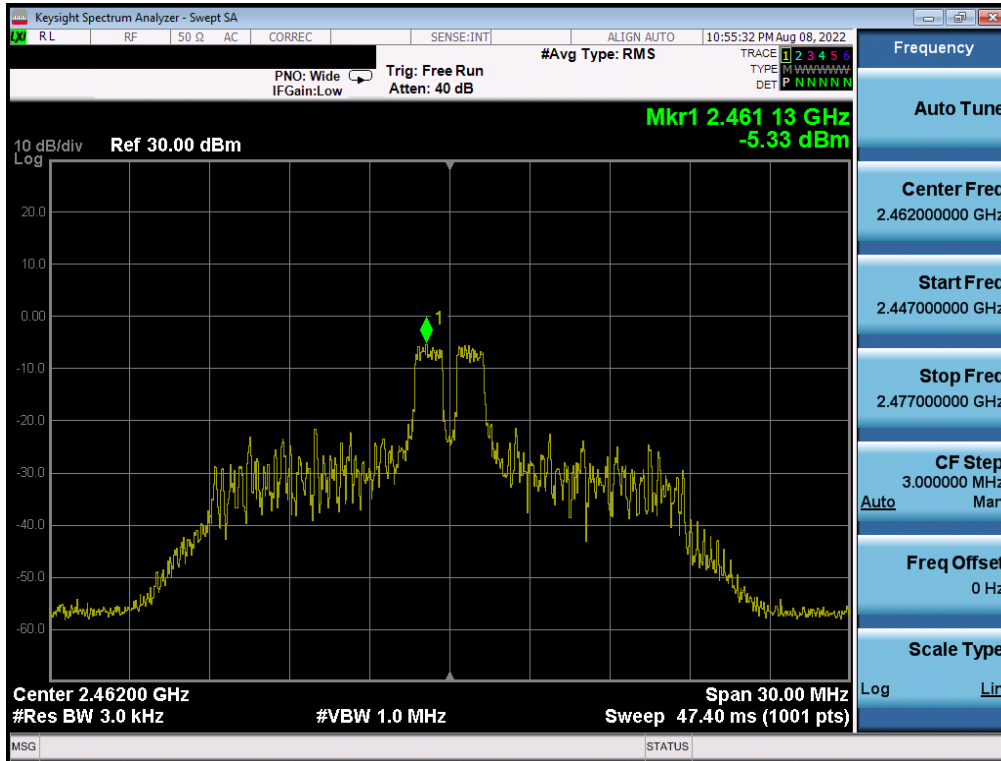 Keysight Spectrum Analyzer - Swept SA
LXI RL RF 50 Ω AC CORREC SENSE:INT ALIGN AUTO 10:55:32 PM Aug 08, 2022
#Avg Type: RMS
TRACE 1 2 3 4 5 6
PNO: Wide Trig: Free Run
TYPE M WWWWW
IFGain:Low Atten: 40 dB
DET P N N N N N
Mkr1 2.461 13 GHz
-5.33 dBm
10 dB/div Ref 30.00 dBm
Log
20.0
10.0
0.00
-10.0
-20.0
-30.0
-40.0
-50.0
-60.0
1
Center 2.46200 GHz Span 30.00 MHz
#Res BW 3.0 kHz #VBW 1.0 MHz Sweep 47.40 ms (1001 pts)
MSG STATUS
Frequency
Auto Tune
Center Freq
2.462000000 GHz
Start Freq
2.447000000 GHz
Stop Freq
2.477000000 GHz
CF Step
3.000000 MHz
Auto Man
Freq Offset
0 Hz
Scale Type
Log Lin